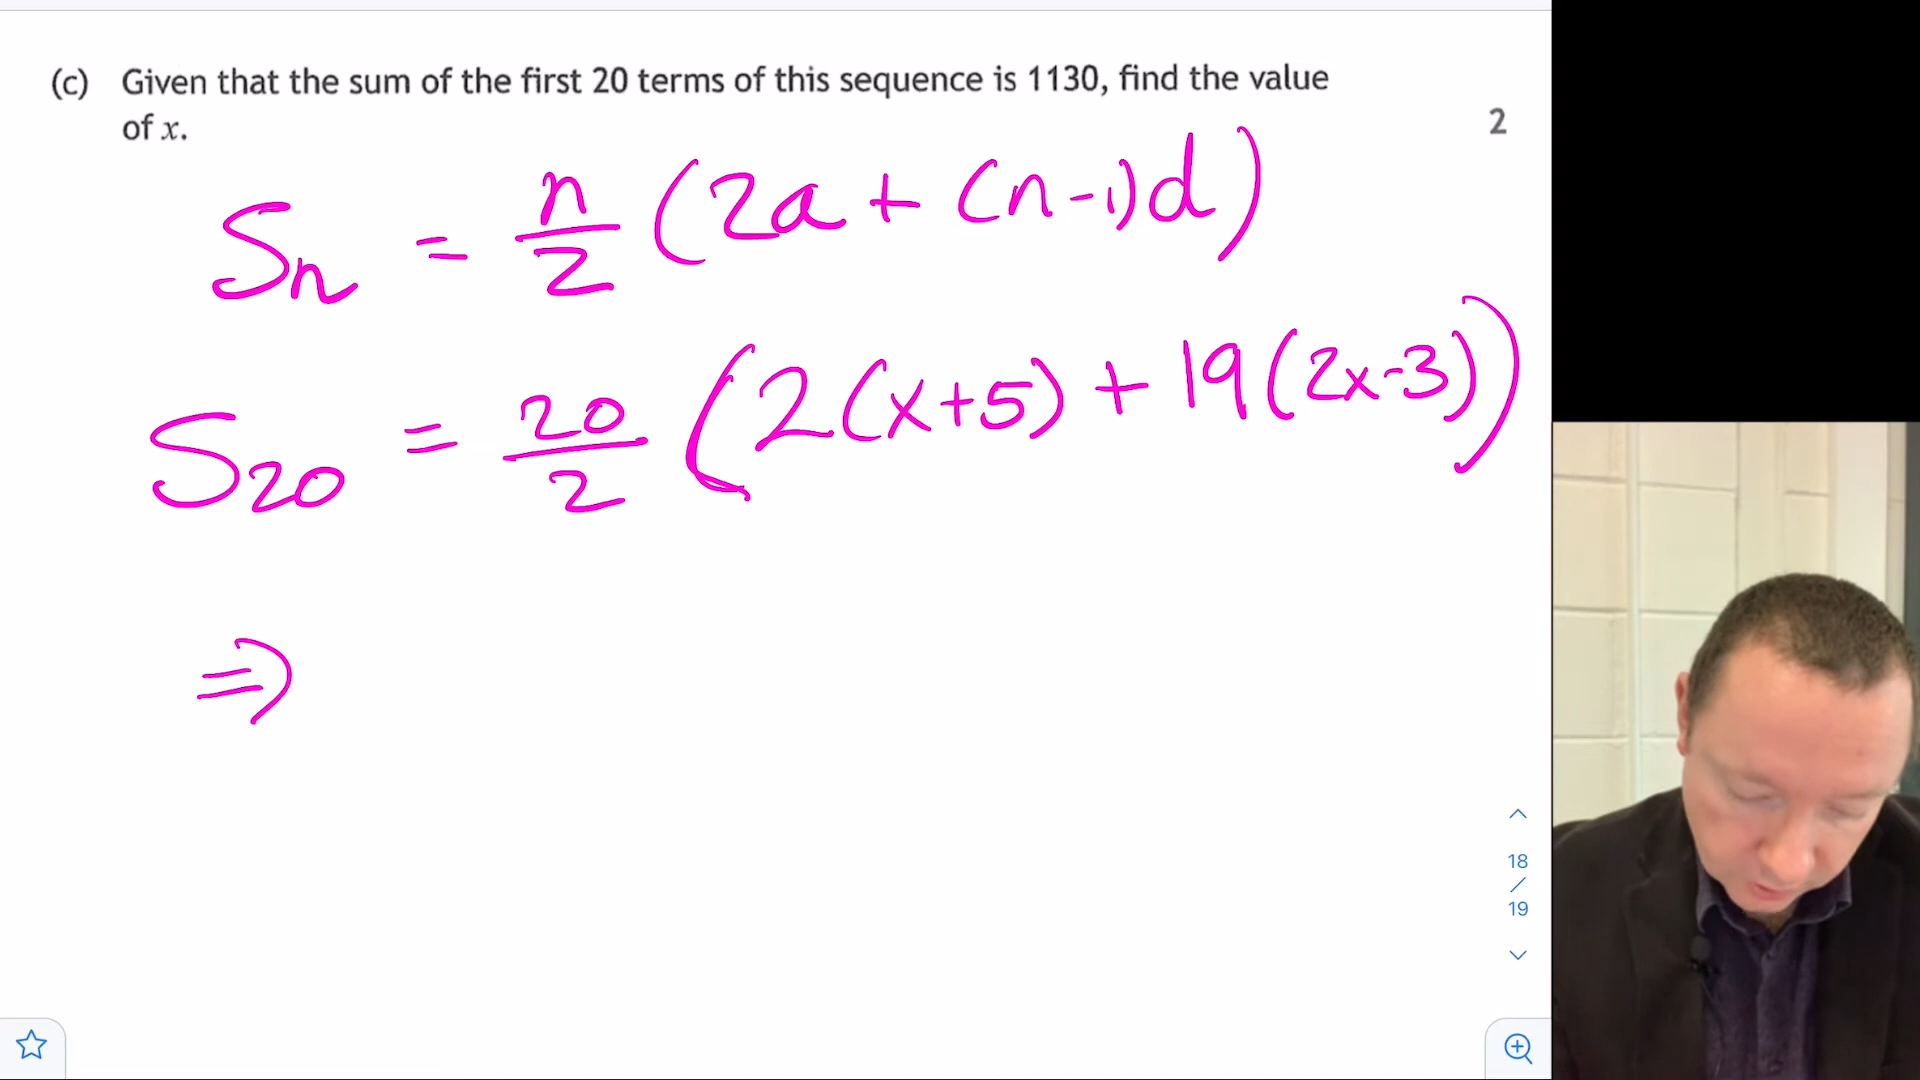 (c) Given that the sum of the first 20 terms of this sequence is 1130, find the value
of x.
2
Sn = n/2 (2a + (n-1)d)
S20 = 20/2 (2(x+5) + 19(2x-3))
⇒
18
/
19